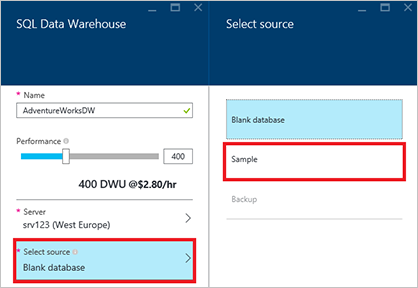 SQL Data Warehouse
* Name
AdventureWorksDW
Performance
400
400 DWU @$2.80/hr
* Server
srv123 (West Europe)
* Select source
Blank database
Select source
Blank database
Sample
Backup